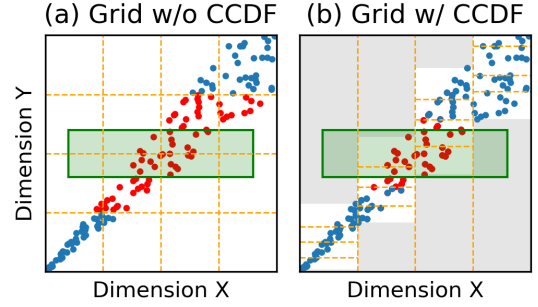 (a) Grid w/o CCDF
(b) Grid w/ CCDF
Dimension Y
Dimension X
Dimension X